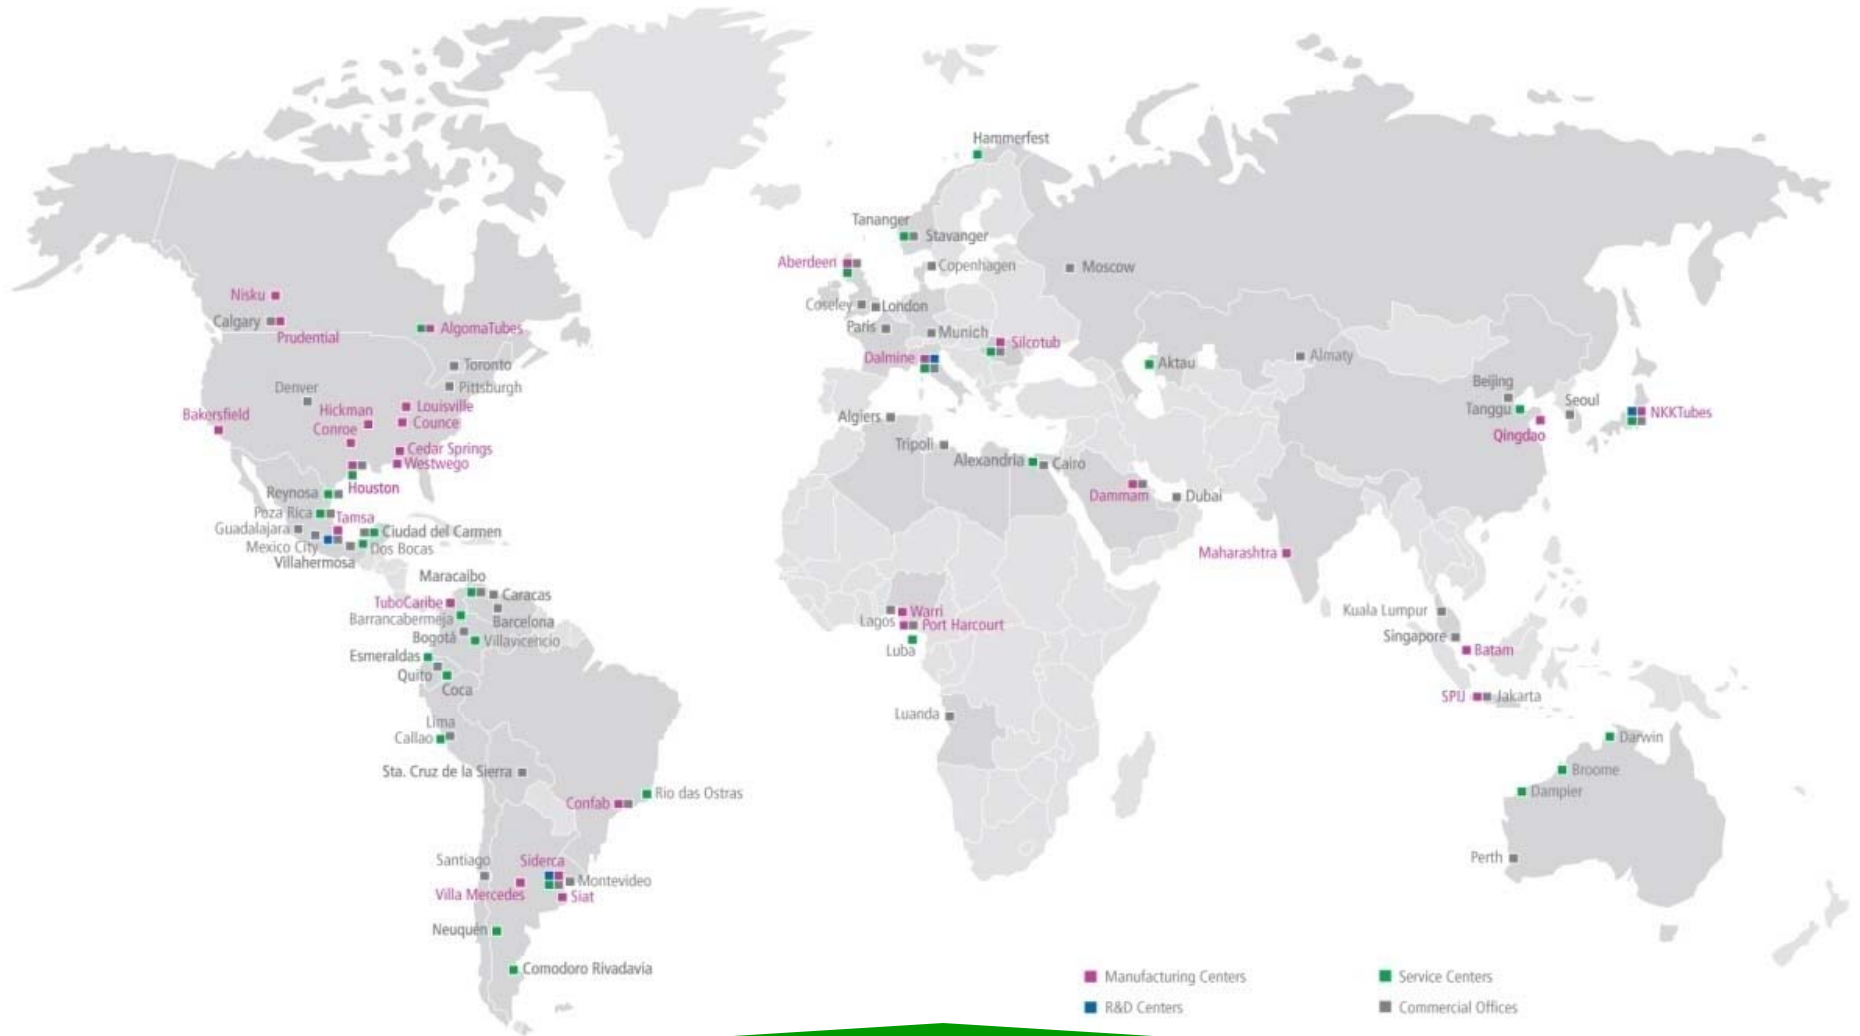 Hammerfest
Tananger
Stavanger
Aberdeen
Copenhagen
Moscow
Nisku
Coseley
London
Calgary
Prudential
AlgomaTubes
Paris
Munich
Silcotub
Dalmine
Toronto
Aktau
Almaty
Denver
Pittsburgh
Beijing
Bakersfield
Hickman
Louisville
Tanggu
Seoul
NKKTubes
Conroe
Counce
Algiers
Qingdao
Cedar Springs
Tripoli
Westwego
Alexandria
Cairo
Reynosa
Houston
Dammam
Dubai
Poza Rica
Tamsa
Guadalajara
Ciudad del Carmen
Mexico City
Dos Bocas
Villahermosa
Maharashtra
Maracaibo
TuboCaribe
Caracas
Barrancabermeja
Barcelona
Lagos
Warri
Port Harcourt
Kuala Lumpur
Bogotá
Villavicencio
Singapore
Luba
Batam
Esmeraldas
Quito
Coca
SPIJ
Jakarta
Lima
Luanda
Callao
Darwin
Sta. Cruz de la Sierra
Broome
Confab
Rio das Ostras
Dampier
Santiago
Siderca
Perth
Montevideo
Villa Mercedes
Siat
Neuquén
Comodoro Rivadavia
Manufacturing Centers
Service Centers
R&D Centers
Commercial Offices